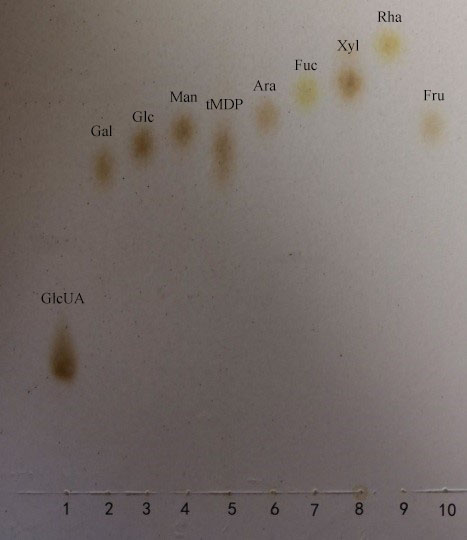 Rha
Xyl
Fuc
Ara
Man
tMDP
Fru
Glc
Gal
GlcUA
1 2 3 4 5 6 7 8 9 10